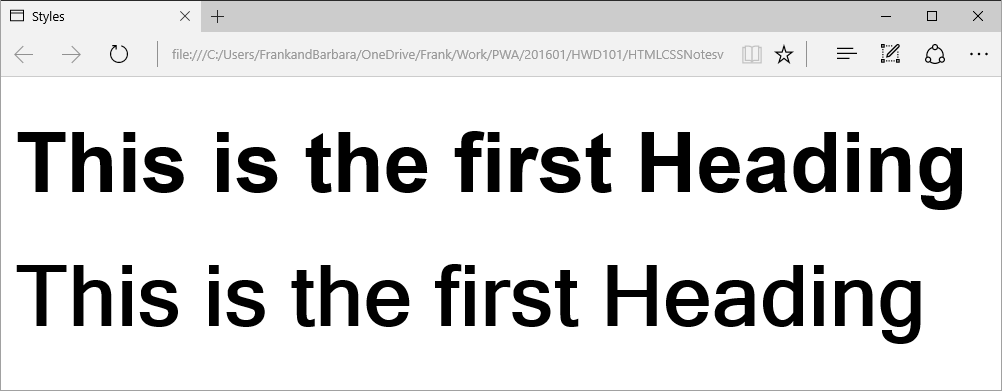 Styles
file:///C:/Users/FrankandBarbara/OneDrive/Frank/Work/PWA/201601/HWD101/HTMLCSSNotesv
This is the first Heading
This is the first Heading